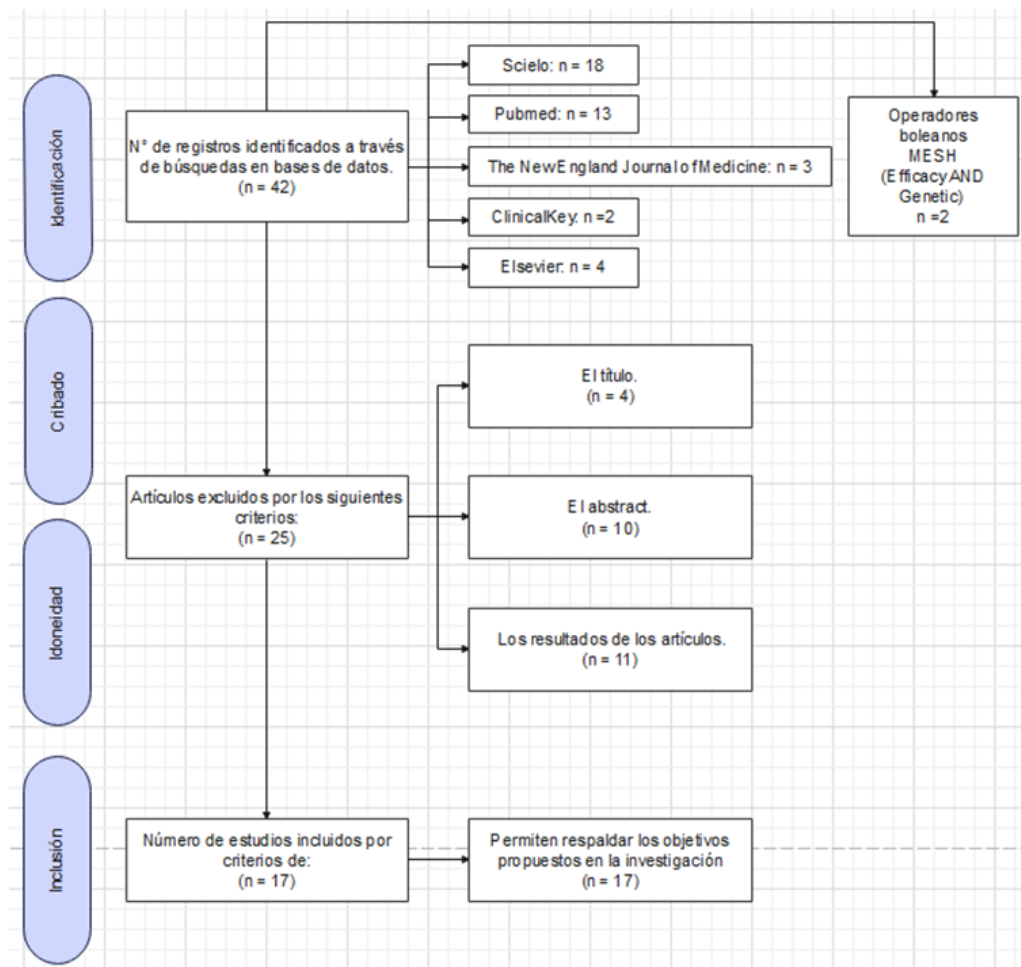 Identificación
N° de registros identificados a través
de búsquedas en bases de datos.
(n = 42)
Scielo: n = 18
Pubmed: n = 13
The New England Journal of Medicine: n = 3
ClinicalKey: n =2
Elsevier: n = 4
Operadores
boleanos
MESH
(Efficacy AND
Genetic)
n =2
Cribado
El título.
(n = 4)
Artículos excluidos por los siguientes
criterios:
(n = 25)
El abstract.
(n = 10)
Idoneidad
Los resultados de los artículos.
(n = 11)
Inclusión
Número de estudios incluidos por
criterios de:
(n = 17)
Permiten respaldar los objetivos
propuestos en la investigación
(n = 17)